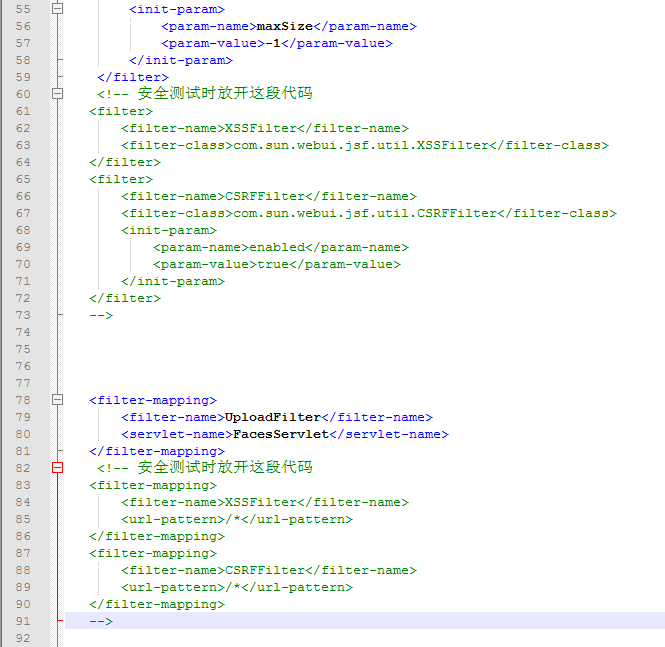 55 <init-param>
56 <param-name>maxSize</param-name>
57 <param-value>-1</param-value>
58 </init-param>
59 </filter>
60 <!-- 安全测试时放开这段代码
61 <filter>
62 <filter-name>XSSFilter</filter-name>
63 <filter-class>com.sun.webui.jsf.util.XSSFilter</filter-class>
64 </filter>
65 <filter>
66 <filter-name>CSRFFilter</filter-name>
67 <filter-class>com.sun.webui.jsf.util.CSRFFilter</filter-class>
68 <init-param>
69 <param-name>enabled</param-name>
70 <param-value>true</param-value>
71 </init-param>
72 </filter>
73 -->
74
75
76
77
78 <filter-mapping>
79 <filter-name>UploadFilter</filter-name>
80 <servlet-name>FacesServlet</servlet-name>
81 </filter-mapping>
82 <!-- 安全测试时放开这段代码
83 <filter-mapping>
84 <filter-name>XSSFilter</filter-name>
85 <url-pattern>/*</url-pattern>
86 </filter-mapping>
87 <filter-mapping>
88 <filter-name>CSRFFilter</filter-name>
89 <url-pattern>/*</url-pattern>
90 </filter-mapping>
91 -->
92